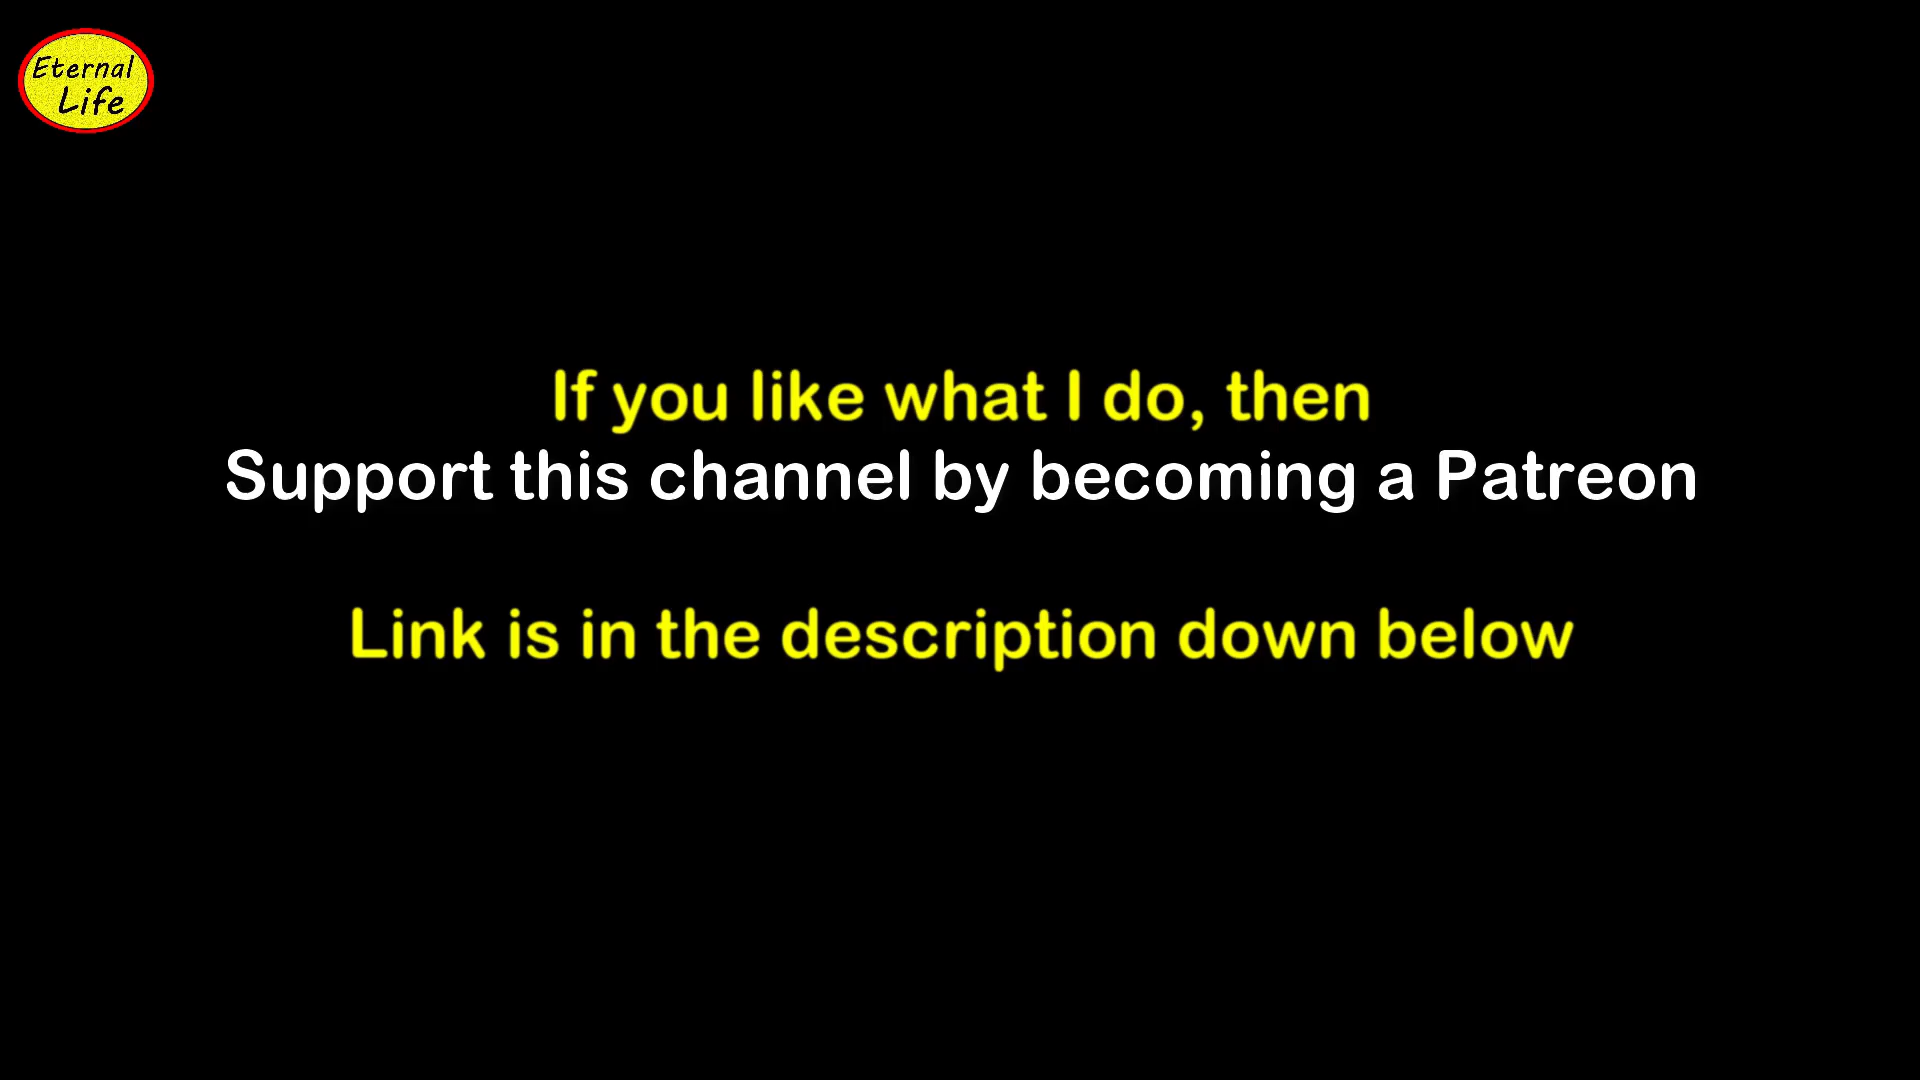 Eternal
Life
If you like what I do, then
Support this channel by becoming a Patreon
Link is in the description down below